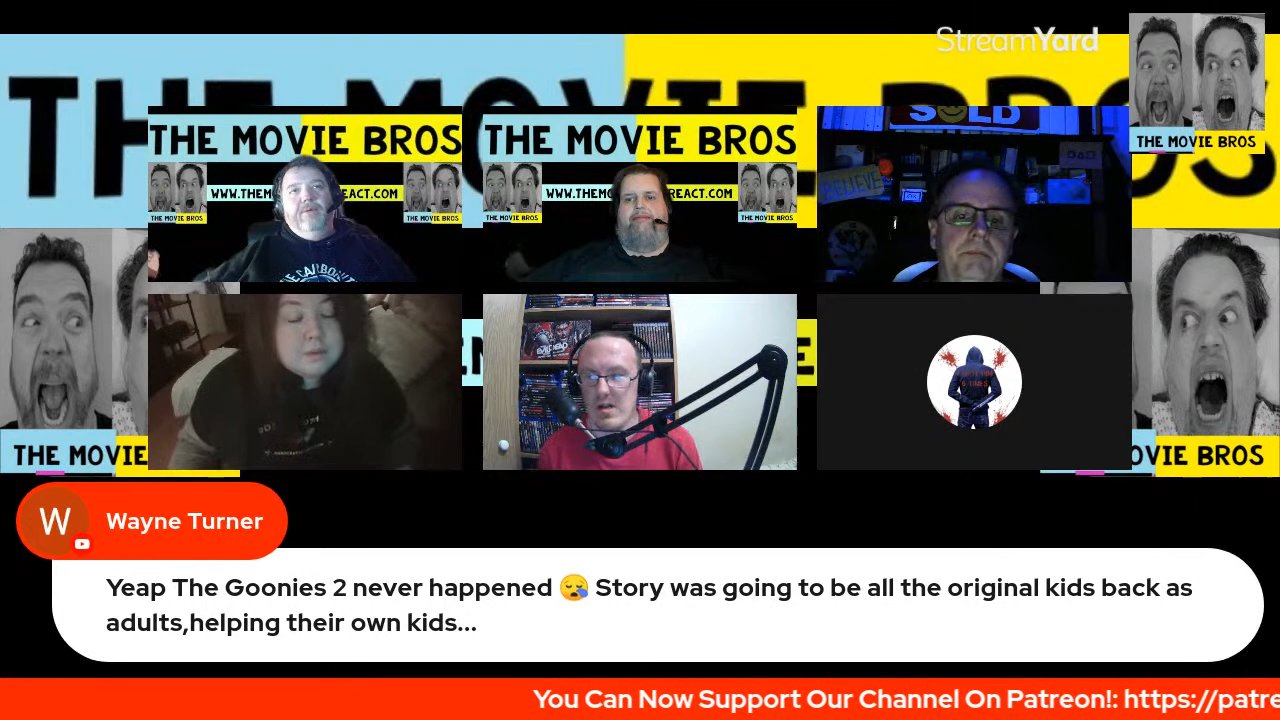 StreamYard
THE MOVIE BROS
THE MOVIE BROS
THE MOVIE BROS
THE MOVIE BROS
WWW.THEM
REACT.COM
WWW.THEMO
REACT.COM
THE MOVIE BROS
THE MOVIE BROS
THE MOVIE BROS
THE MOVIE BROS
SOLD
BELIEVE
THE MOVIE
OVIE BROS
Wayne Turner
W
Yeap The Goonies 2 never happened 😪 Story was going to be all the original kids back as
adults,helping their own kids...
You Can Now Support Our Channel On Patreon!: https://patre